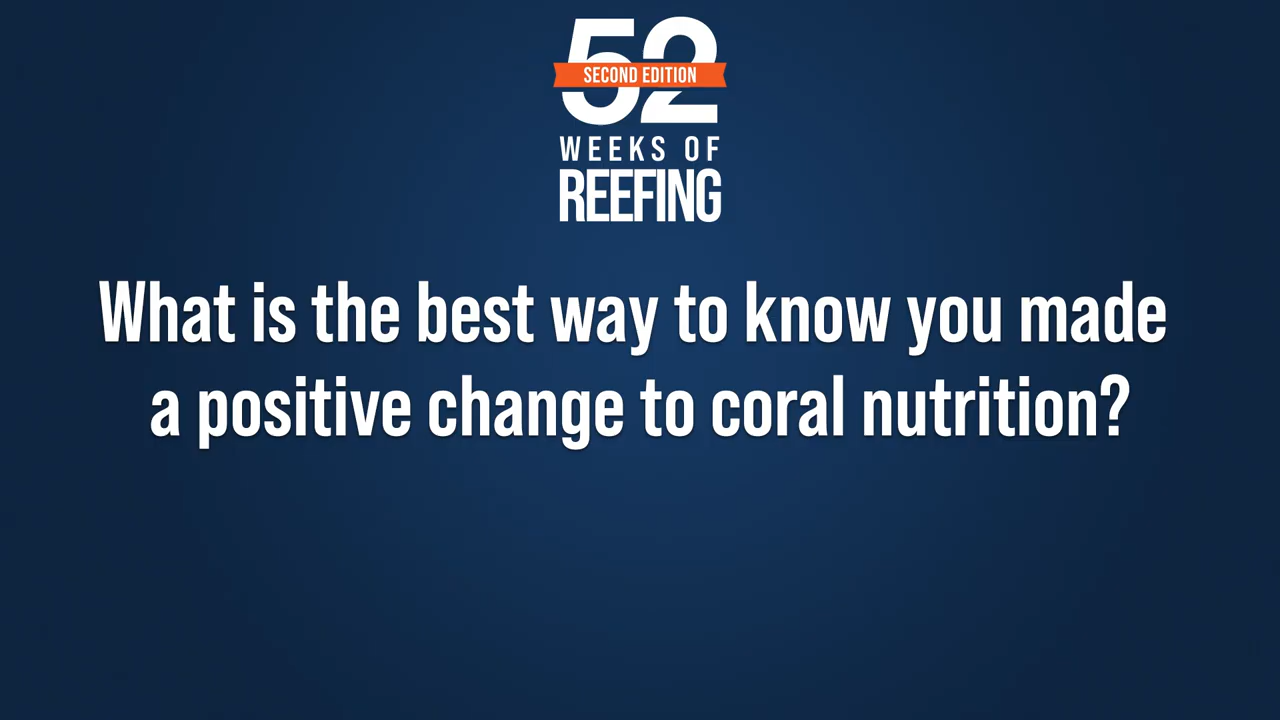 52
SECOND EDITION
WEEKS OF
REEFING
What is the best way to know you made
a positive change to coral nutrition?